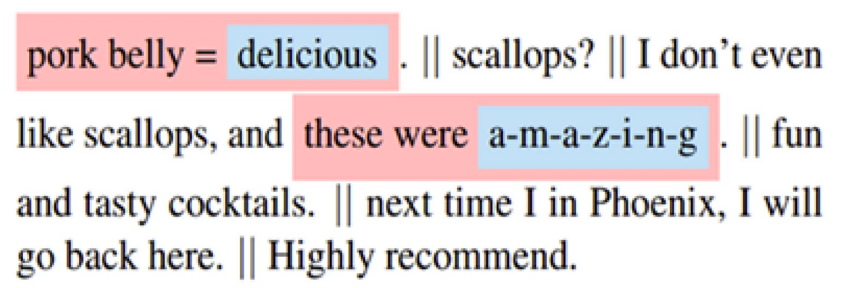 pork belly = delicious . || scallops? || I don't even
like scallops, and these were a-m-a-z-i-n-g . || fun
and tasty cocktails. || next time I in Phoenix, I will
go back here. || Highly recommend.